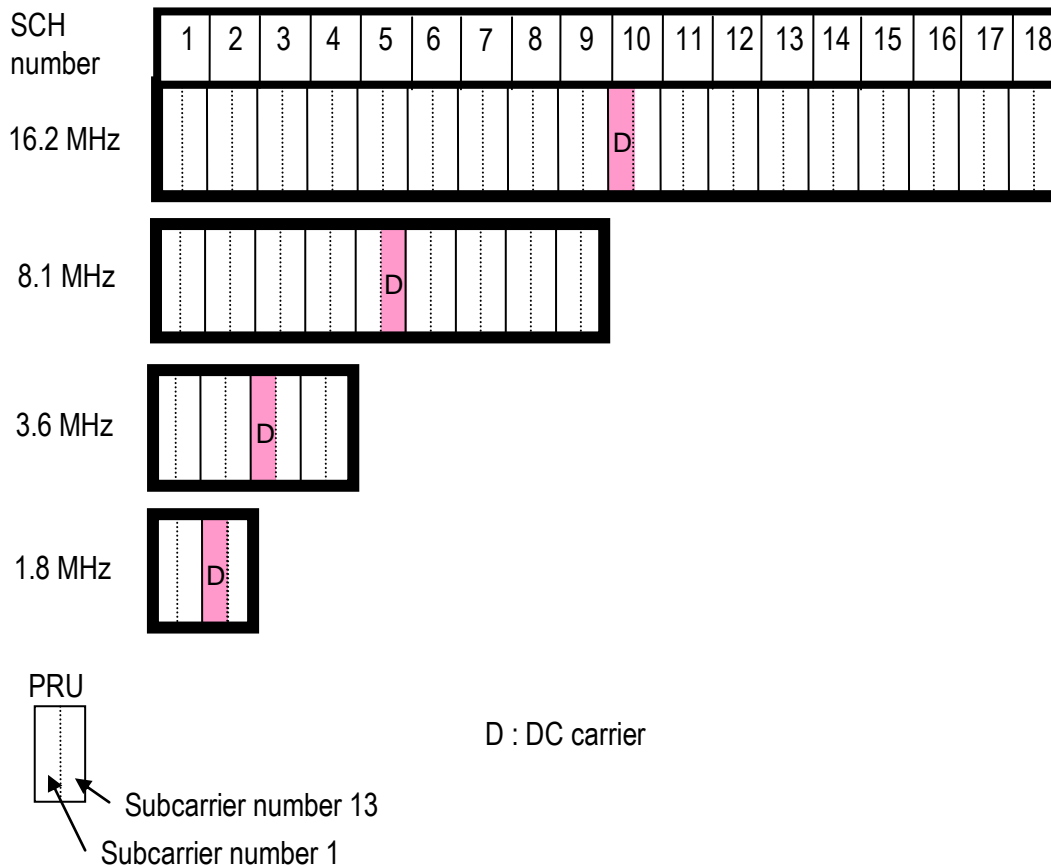 SCH number
1 2 3 4 5 6 7 8 9 10 11 12 13 14 15 16 17 18
16.2 MHz
D
8.1 MHz
D
3.6 MHz
D
1.8 MHz
D
PRU
D : DC carrier
Subcarrier number 13
Subcarrier number 1